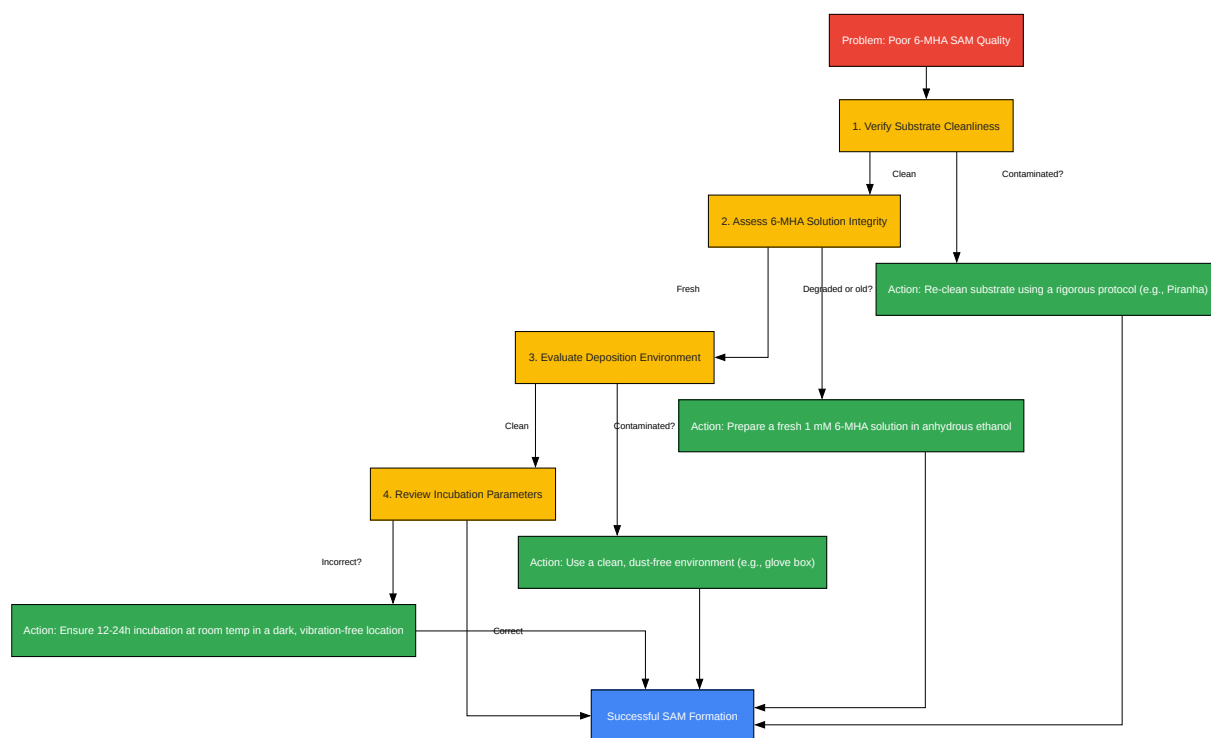 Problem: Poor 6-MHA SAM Quality
1. Verify Substrate Cleanliness
Clean
Contaminated?
2. Assess 6-MHA Solution Integrity
Fresh
Degraded or old?
Action: Re-clean substrate using a rigorous protocol (e.g., Piranha)
3. Evaluate Deposition Environment
Clean
Contaminated?
Action: Prepare a fresh 1 mM 6-MHA solution in anhydrous ethanol
4. Review Incubation Parameters
Incorrect?
Action: Use a clean, dust-free environment (e.g., glove box)
Action: Ensure 12-24h incubation at room temp in a dark, vibration-free location
Correct
Successful SAM Formation